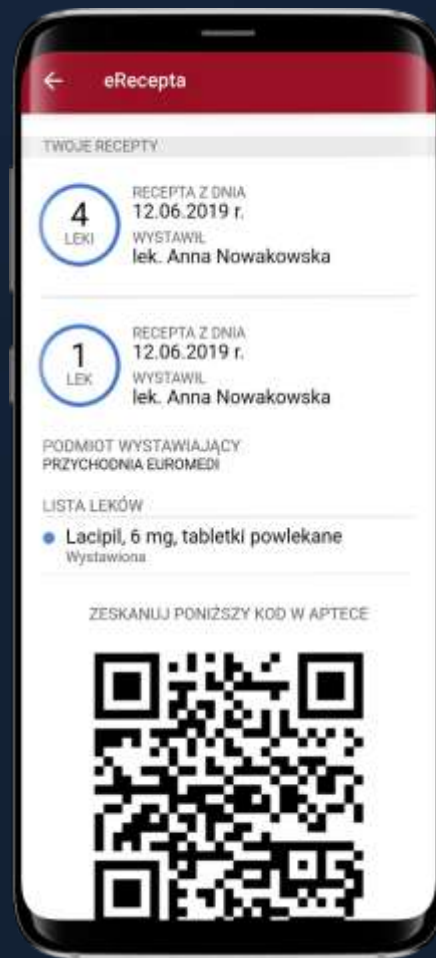 eRecepta
TWOJE RECEPTY
4
LEKI
RECEPTA Z DNIA
12.06.2019 r.
WYSTAWIŁ
lek. Anna Nowakowska
1
LEK
RECEPTA Z DNIA
12.06.2019 r.
WYSTAWIŁ
lek. Anna Nowakowska
PODMIOT WYSTAWIAJĄCY
PRZYCHODNIA EUROMEDI
LISTA LEKÓW
Lacipil, 6 mg, tabletki powlekane
Wystawiona
ZESKANUJ PONIŻSZY KOD W APTECE